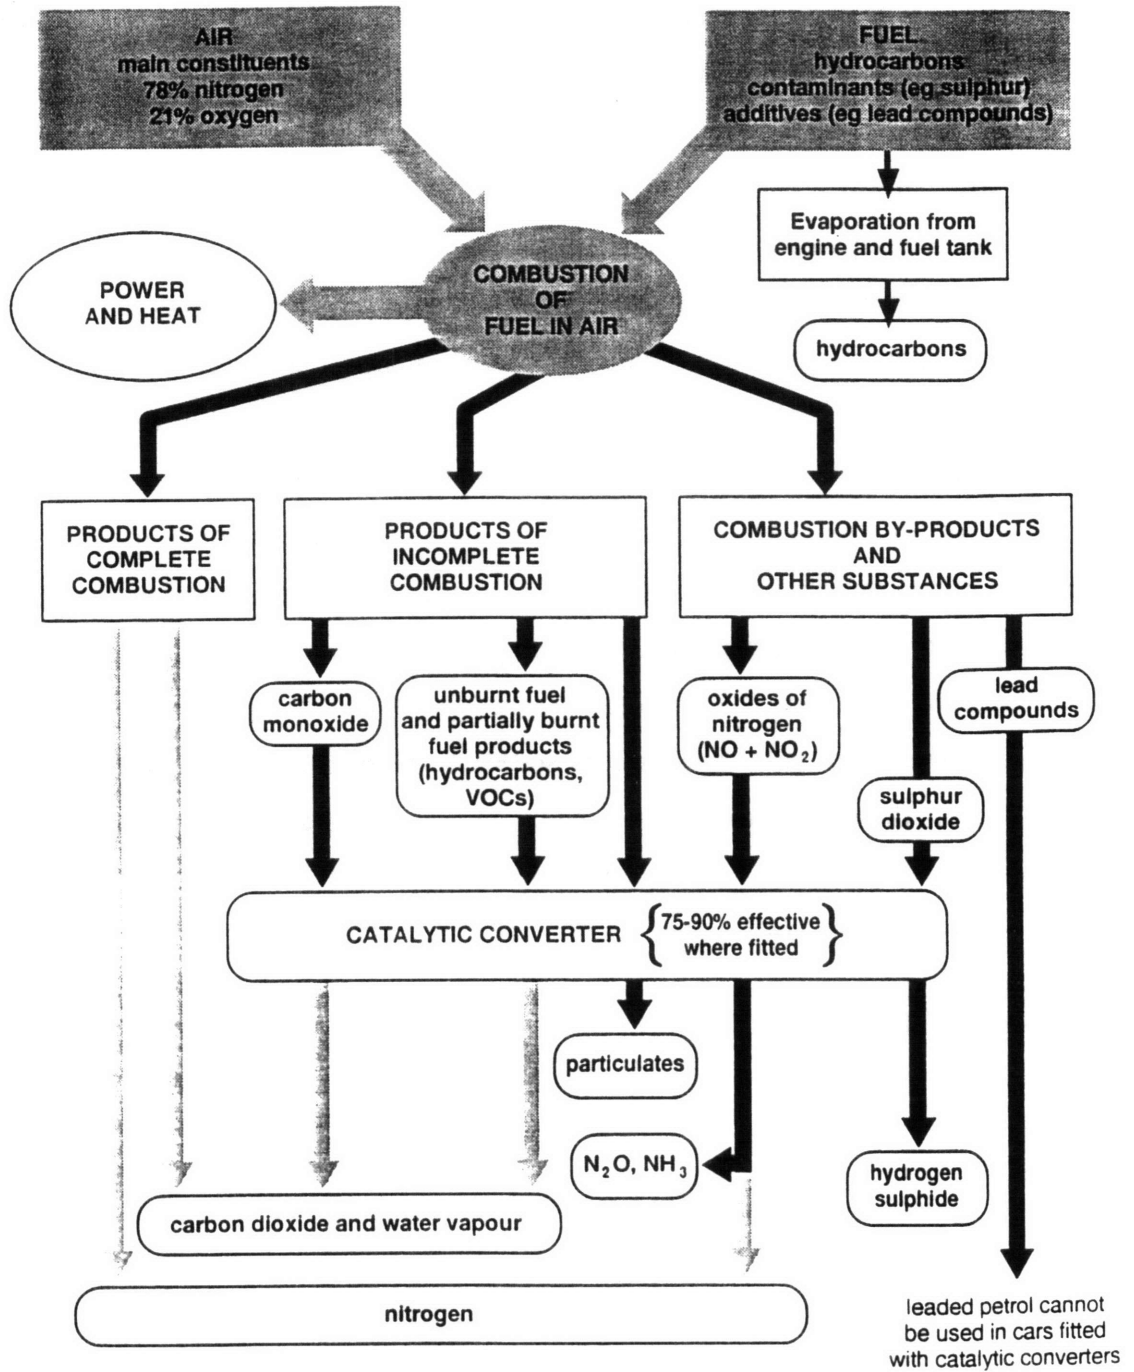 AIR
main constituents
78% nitrogen
21% oxygen
FUEL
hydrocarbons
contaminants (eg sulphur)
additives (eg lead compounds)
Evaporation from
engine and fuel tank
hydrocarbons
COMBUSTION
OF
FUEL IN AIR
POWER
AND HEAT
PRODUCTS OF
COMPLETE
COMBUSTION
PRODUCTS OF
INCOMPLETE
COMBUSTION
COMBUSTION BY-PRODUCTS
AND
OTHER SUBSTANCES
carbon
monoxide
unburnt fuel
and partially burnt
fuel products
(hydrocarbons,
VOCs)
oxides of
nitrogen
(NO + NO₂)
lead
compounds
sulphur
dioxide
CATALYTIC CONVERTER
{75-90% effective
where fitted}
particulates
N₂O, NH₃
hydrogen
sulphide
carbon dioxide and water vapour
nitrogen
leaded petrol cannot
be used in cars fitted
with catalytic converters